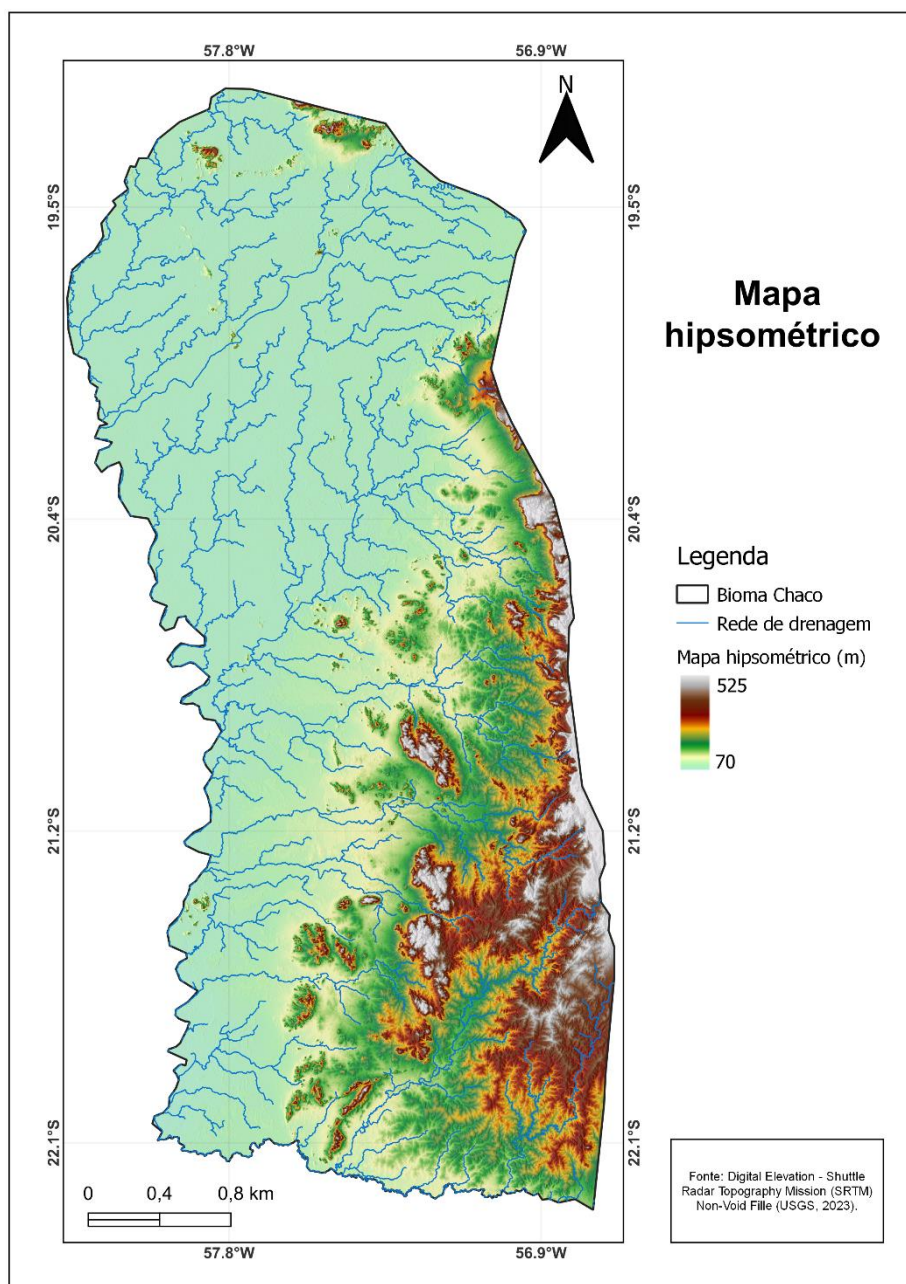 57.8°W 56.9°W
N
19.5°S 19.5°S
Mapa
hipsométrico
20.4°S 20.4°S
Legenda
Bioma Chaco
Rede de drenagem
Mapa hipsométrico (m)
525
70
21.2°S 21.2°S
22.1°S 22.1°S
0 0,4 0,8 km
Fonte: Digital Elevation - Shuttle
Radar Topography Mission (SRTM)
Non-Void Fille (USGS, 2023).
57.8°W 56.9°W